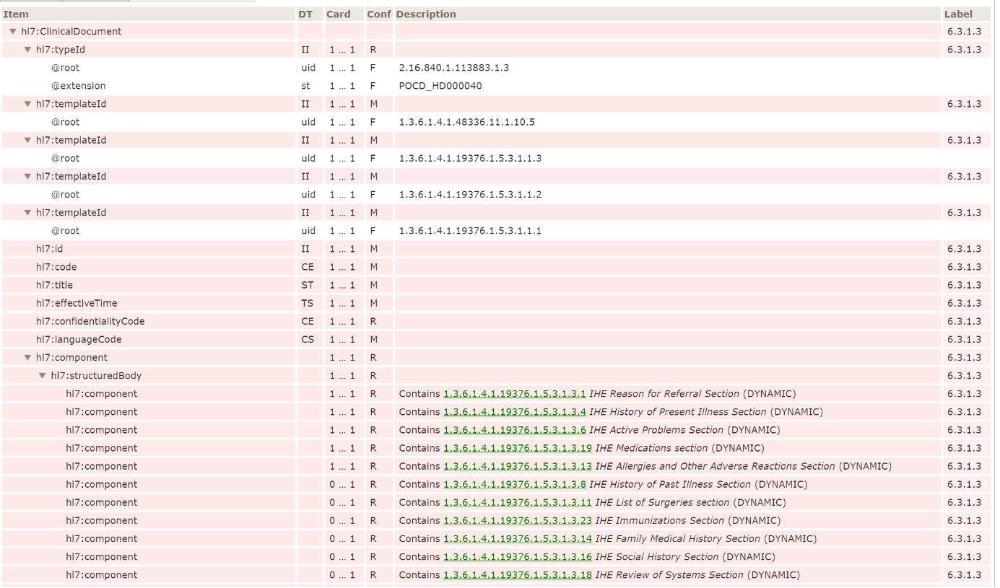 Item DT Card Conf Description Label
hl7:ClinicalDocument 6.3.1.3
hl7:typeId II 1 … 1 R 6.3.1.3
@root uid 1 … 1 F 2.16.840.1.113883.1.3
@extension st 1 … 1 F POCD_HD000040
hl7:templateId II 1 … 1 M 6.3.1.3
@root uid 1 … 1 F 1.3.6.1.4.1.48336.11.1.10.5
hl7:templateId II 1 … 1 M 6.3.1.3
@root uid 1 … 1 F 1.3.6.1.4.1.19376.1.5.3.1.1.3
hl7:templateId II 1 … 1 M 6.3.1.3
@root uid 1 … 1 F 1.3.6.1.4.1.19376.1.5.3.1.1.2
hl7:templateId II 1 … 1 M 6.3.1.3
@root uid 1 … 1 F 1.3.6.1.4.1.19376.1.5.3.1.1.1
hl7:id II 1 … 1 M 6.3.1.3
hl7:code CE 1 … 1 M 6.3.1.3
hl7:title ST 1 … 1 M 6.3.1.3
hl7:effectiveTime TS 1 … 1 M 6.3.1.3
hl7:confidentialityCode CE 1 … 1 R 6.3.1.3
hl7:languageCode CS 1 … 1 M 6.3.1.3
hl7:component 1 … 1 R 6.3.1.3
hl7:structuredBody 1 … 1 R 6.3.1.3
hl7:component 1 … 1 R Contains 1.3.6.1.4.1.19376.1.5.3.1.3.1 IHE Reason for Referral Section (DYNAMIC) 6.3.1.3
hl7:component 1 … 1 R Contains 1.3.6.1.4.1.19376.1.5.3.1.3.4 IHE History of Present Illness Section (DYNAMIC) 6.3.1.3
hl7:component 1 … 1 R Contains 1.3.6.1.4.1.19376.1.5.3.1.3.6 IHE Active Problems Section (DYNAMIC) 6.3.1.3
hl7:component 1 … 1 R Contains 1.3.6.1.4.1.19376.1.5.3.1.3.19 IHE Medications section (DYNAMIC) 6.3.1.3
hl7:component 1 … 1 R Contains 1.3.6.1.4.1.19376.1.5.3.1.3.13 IHE Allergies and Other Adverse Reactions Section (DYNAMIC) 6.3.1.3
hl7:component 0 … 1 R Contains 1.3.6.1.4.1.19376.1.5.3.1.3.8 IHE History of Past Illness Section (DYNAMIC) 6.3.1.3
hl7:component 0 … 1 R Contains 1.3.6.1.4.1.19376.1.5.3.1.3.11 IHE List of Surgeries section (DYNAMIC) 6.3.1.3
hl7:component 0 … 1 R Contains 1.3.6.1.4.1.19376.1.5.3.1.3.23 IHE Immunizations Section (DYNAMIC) 6.3.1.3
hl7:component 0 … 1 R Contains 1.3.6.1.4.1.19376.1.5.3.1.3.14 IHE Family Medical History Section (DYNAMIC) 6.3.1.3
hl7:component 0 … 1 R Contains 1.3.6.1.4.1.19376.1.5.3.1.3.16 IHE Social History Section (DYNAMIC) 6.3.1.3
hl7:component 0 … 1 R Contains 1.3.6.1.4.1.19376.1.5.3.1.3.18 IHE Review of Systems Section (DYNAMIC) 6.3.1.3